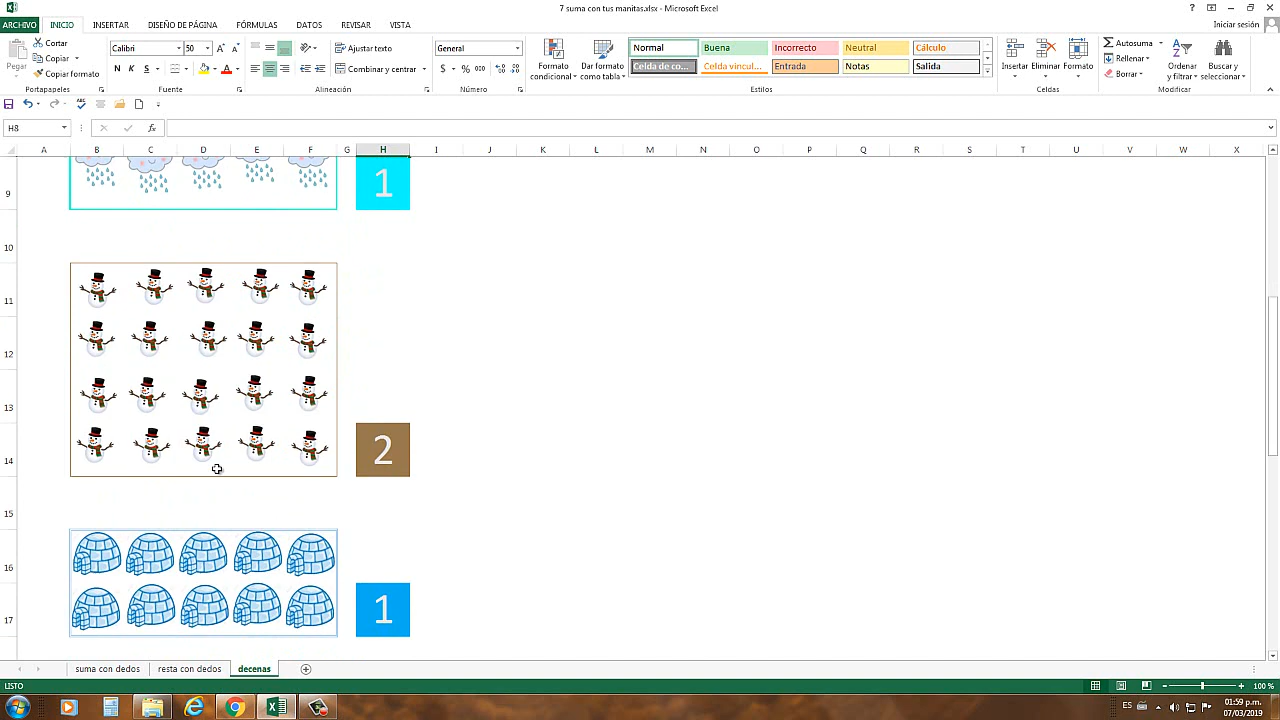 7 suma con tus manitas.xlsx - Microsoft Excel
ARCHIVO INICIO INSERTAR DISEÑO DE PÁGINA FÓRMULAS DATOS REVISAR VISTA Iniciar sesión
Pegar
Cortar
Copiar
Copiar formato
Portapapeles
Calibri 50
N K S
Fuente
Ajustar texto
Combinar y centrar
Alineación
General
$ % 000
Número
Formato condicional
Dar formato como tabla
Normal Buena Incorrecto Neutral Cálculo
Celda de co... Celda vincul... Entrada Notas Salida
Estilos
Insertar Eliminar Formato
Celdas
Autosuma
Rellenar
Borrar
Ordenar y filtrar
Buscar y seleccionar
Modificar
H8
fx
A B C D E F G H I J K L M N O P Q R S T U V W X
9 1
10
11
12
13
14 2
15
16
17 1
suma con dedos resta con dedos decenas
LISTO 100 %
ES 01:59 p.m.
07/03/2019